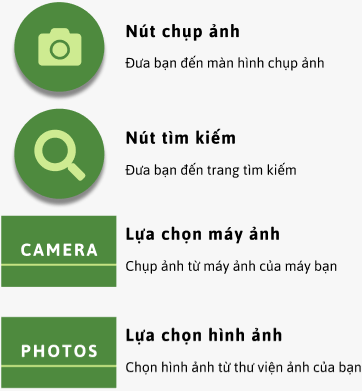 Nút chụp ảnh
Đưa bạn đến màn hình chụp ảnh
Nút tìm kiếm
Đưa bạn đến trang tìm kiếm
CAMERA
Lựa chọn máy ảnh
Chụp ảnh từ máy ảnh của máy bạn
PHOTOS
Lựa chọn hình ảnh
Chọn hình ảnh từ thư viện ảnh của bạn